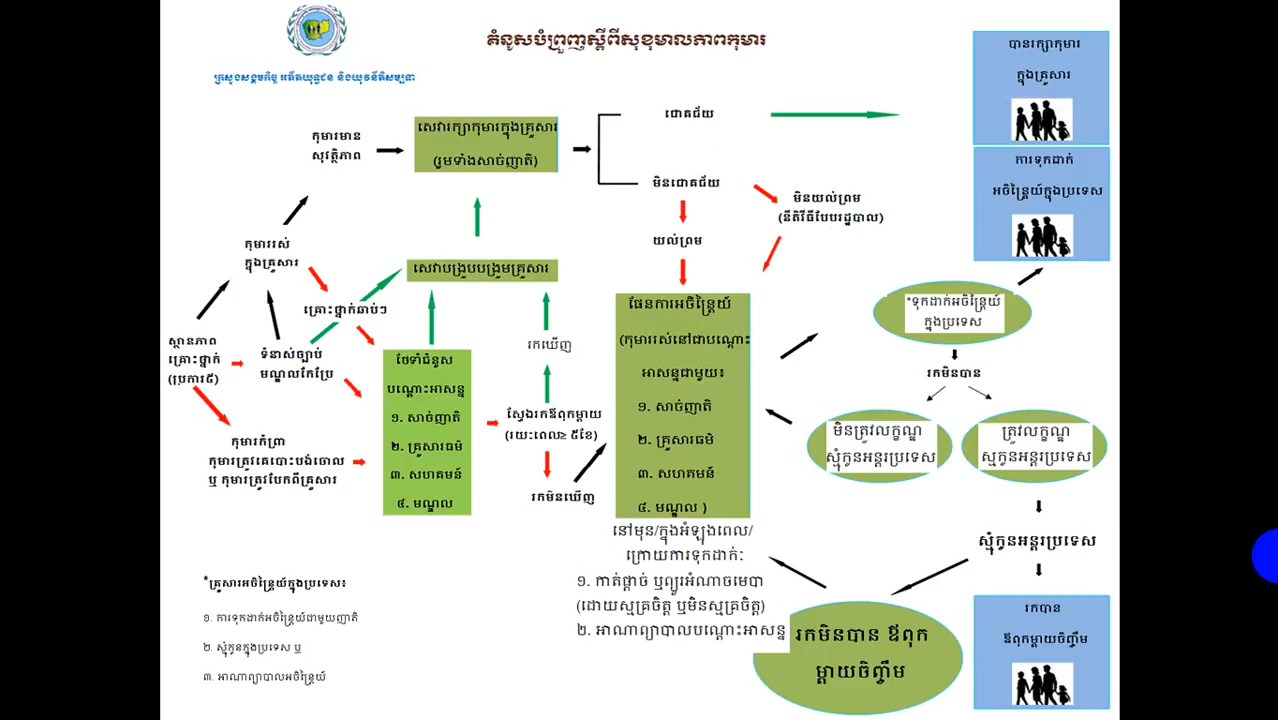 គំនូសបំព្រួញស្តីពីសុខុមាលភាពកុមារ
ក្រសួងសង្គមកិច្ច អតីតយុទ្ធជន និងយុវនីតិសម្បទា
បានរក្សាកុមារ
ក្នុងគ្រួសារ
ការទុកដាក់
អចិន្ត្រៃយ៍ក្នុងប្រទេស
កុមារមាន
សុវត្ថិភាព
សេវារក្សាកុមារក្នុងគ្រួសារ
(រួមទាំងសាច់ញាតិ)
ជោគជ័យ
មិនជោគជ័យ
មិនយល់ព្រម
(នីតិវីធីបែបរដ្ឋបាល)
យល់ព្រម
កុមាររស់
ក្នុងគ្រួសារ
សេវាបង្រួបបង្រួមគ្រួសារ
គ្រោះថ្នាក់ឆាប់ៗ
ស្ថានភាព
គ្រោះថ្នាក់
(ប្រការ៥)
ទំនាស់ច្បាប់
មណ្ឌលកែប្រែ
កុមារកំព្រា
កុមារត្រូវគេបោះបង់ចោល
ឬ កុមារត្រូវបែកពីគ្រួសារ
ថែទាំជំនួស
បណ្តោះអាសន្ន
១. សាច់ញាតិ
២. គ្រួសារធម៌
៣. សហគមន៍
៤. មណ្ឌល
រកឃើញ
ស្វែងរកឪពុកម្តាយ
(រយះពេល≥ ៥ខែ)
រកមិនឃើញ
ផែនការអចិន្ត្រៃយ៍
(កុមាររស់នៅជាបណ្តោះ
អាសន្នជាមួយ៖
១. សាច់ញាតិ
២. គ្រួសារធម៌
៣. សហគមន៍
៤. មណ្ឌល )
នៅមុន/ក្នុងអំឡុងពេល/
ក្រោយការទុកដាក់:
១. កាត់ផ្តាច់ ឬព្យួរអំណាចមេបា
(ដោយស្មគ្រចិត្ត ឬមិនស្មគ្រចិត្ត)
២. អាណាព្យាបាលបណ្តោះអាសន្ន
*ទុកដាក់អចិន្ត្រៃយ៍
ក្នុងប្រទេស
រកមិនបាន
មិនត្រូវលក្ខណ្ឌ
ស្មុំកូនអន្តរប្រទេស
ត្រូវលក្ខណ្ឌ
ស្មុកូនអន្តរប្រទេស
ស្មុំកូនអន្តរប្រទេស
រកបាន
ឪពុកម្តាយចិញ្ចឹម
រកមិនបាន ឪពុក
ម្តាយចិញ្ចឹម
*គ្រួសារអចិន្ត្រៃយ៍ក្នុងប្រទេស៖
១. ការទុកដាក់អចិន្ត្រៃយ៍ជាមួយញាតិ
២. ស្មុំកូនក្នុងប្រទេស ឬ
៣. អាណាព្យាបាលអចិន្ត្រៃយ៍